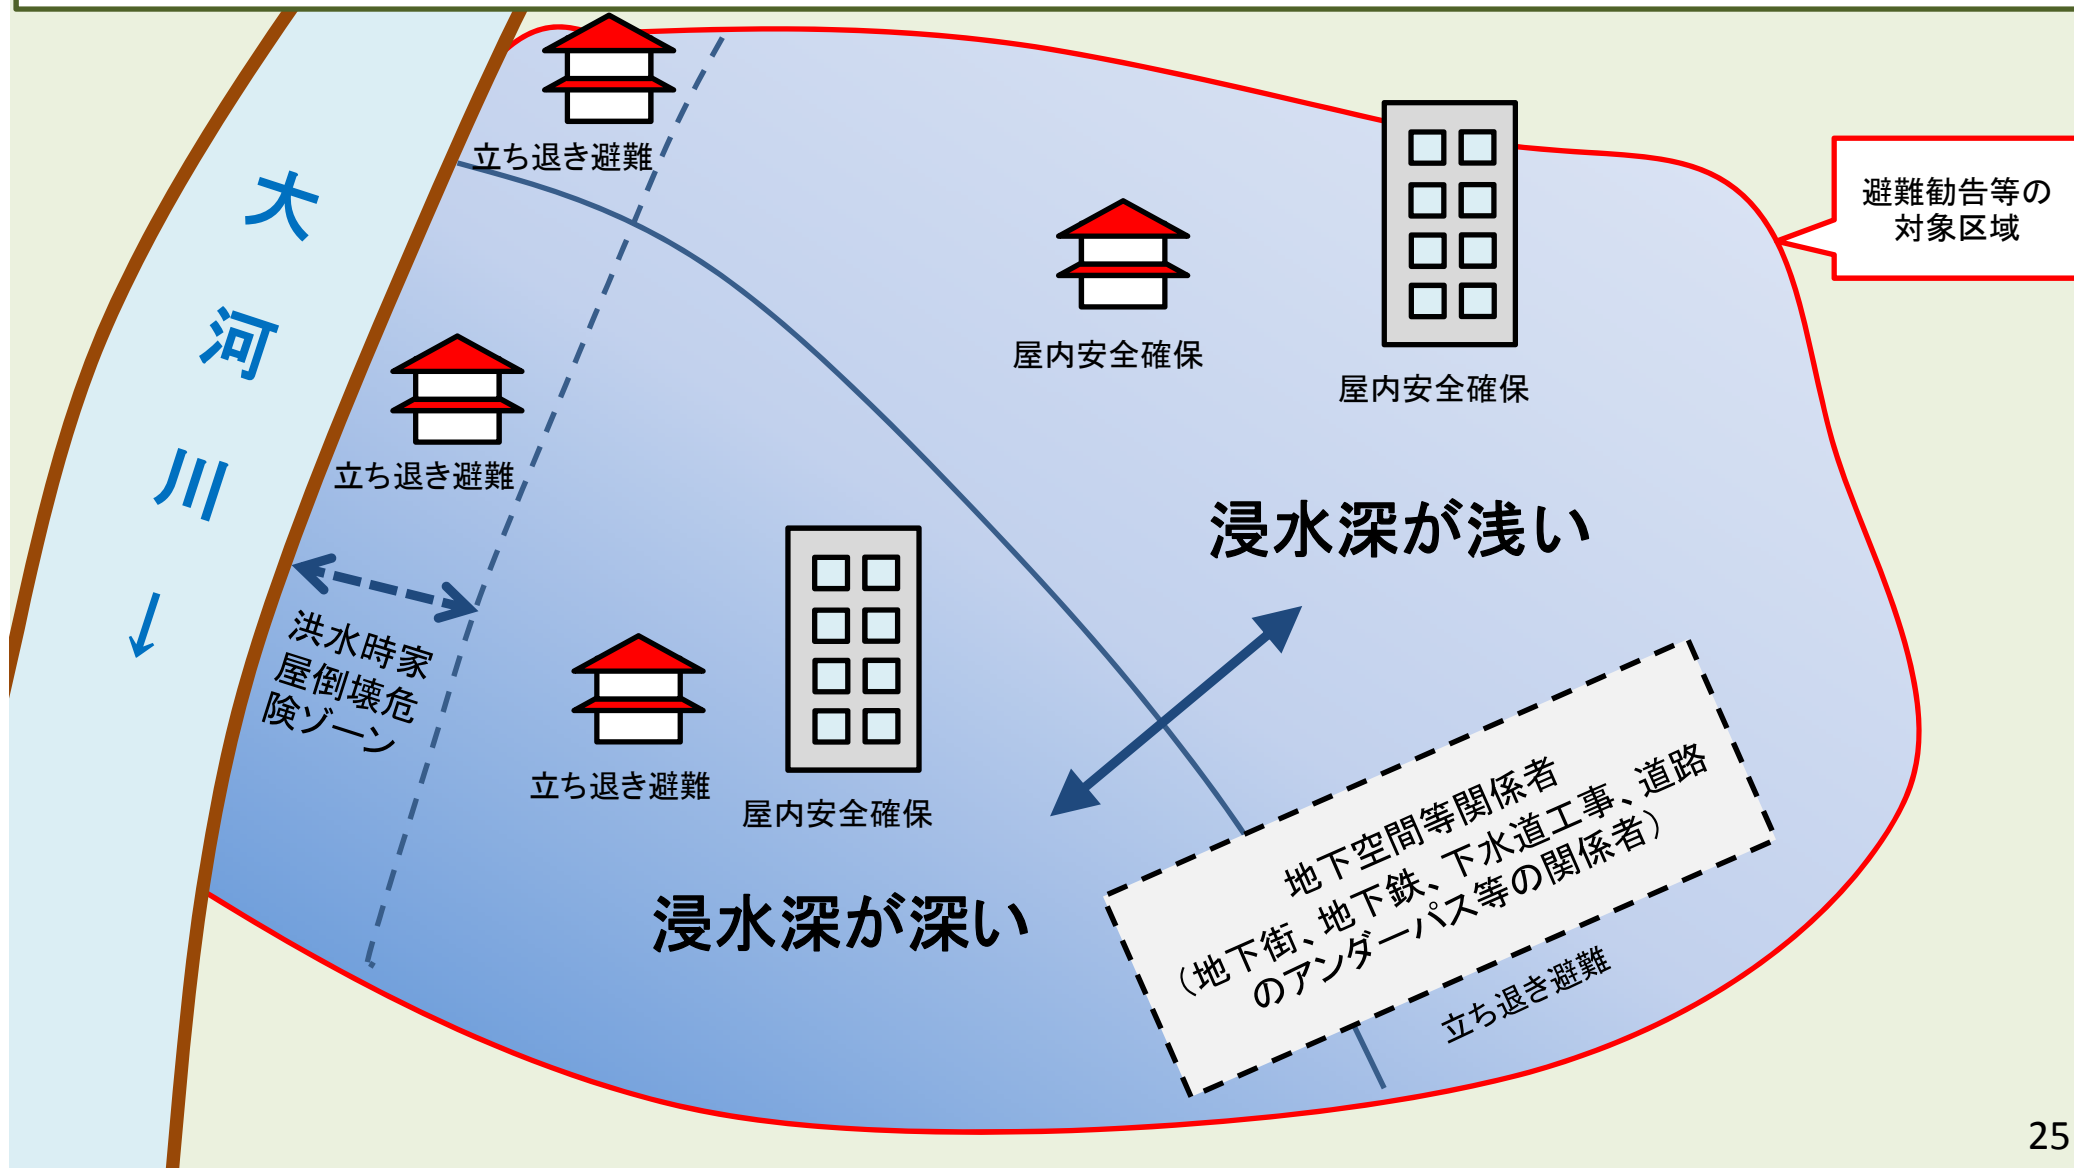 立ち退き避難
大河川→
避難勧告等の
対象区域
屋内安全確保
屋内安全確保
立ち退き避難
浸水深が浅い
洪水時家
屋倒壊危
険ゾーン
立ち退き避難
屋内安全確保
浸水深が深い
地下空間等関係者
（地下街、地下鉄、下水道工事、道路
のアンダーパス等の関係者）
立ち退き避難
25